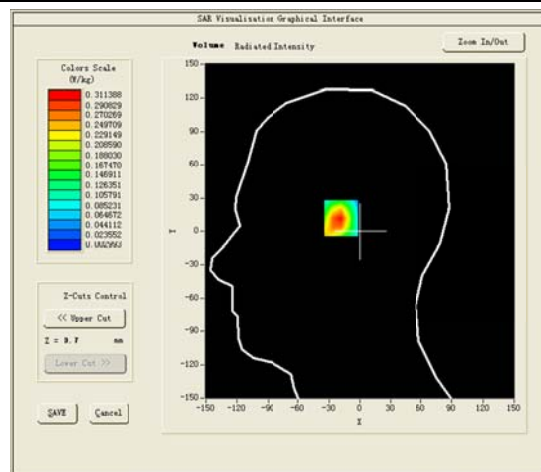 SAR Visualisation Graphical Interface
Volume Radiated Intensity
Zoom In/Out
Colors Scale
(W/kg)
0.311388
0.290829
0.270269
0.249709
0.229149
0.208590
0.188030
0.167470
0.146911
0.126351
0.105791
0.085231
0.064672
0.044112
0.023552
Z-Cuts Control
<< Upper Cut
Z = mm
Lower Cut >>
SAVE
Cancel
150
120
90
60
30
0
-30
-60
-90
-120
-150
Y
-150 -120 -90 -60 -30 0 30 60 90 120 150
X